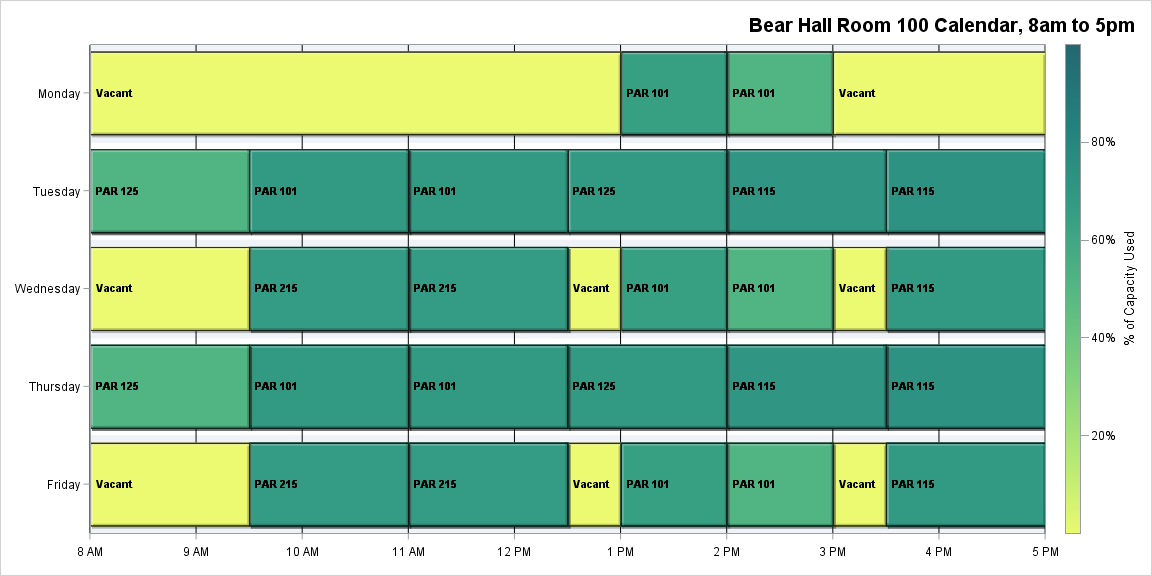 Bear Hall Room 100 Calendar, 8am to 5pm
Monday
Vacant
PAR 101
PAR 101
Vacant
Tuesday
PAR 125
PAR 101
PAR 101
PAR 125
PAR 115
PAR 115
Wednesday
Vacant
PAR 215
PAR 215
Vacant
PAR 101
PAR 101
Vacant
PAR 115
Thursday
PAR 125
PAR 101
PAR 101
PAR 125
PAR 115
PAR 115
Friday
Vacant
PAR 215
PAR 215
Vacant
PAR 101
PAR 101
Vacant
PAR 115
8 AM
9 AM
10 AM
11 AM
12 PM
1 PM
2 PM
3 PM
4 PM
5 PM
80%
60%
40%
20%
% of Capacity Used